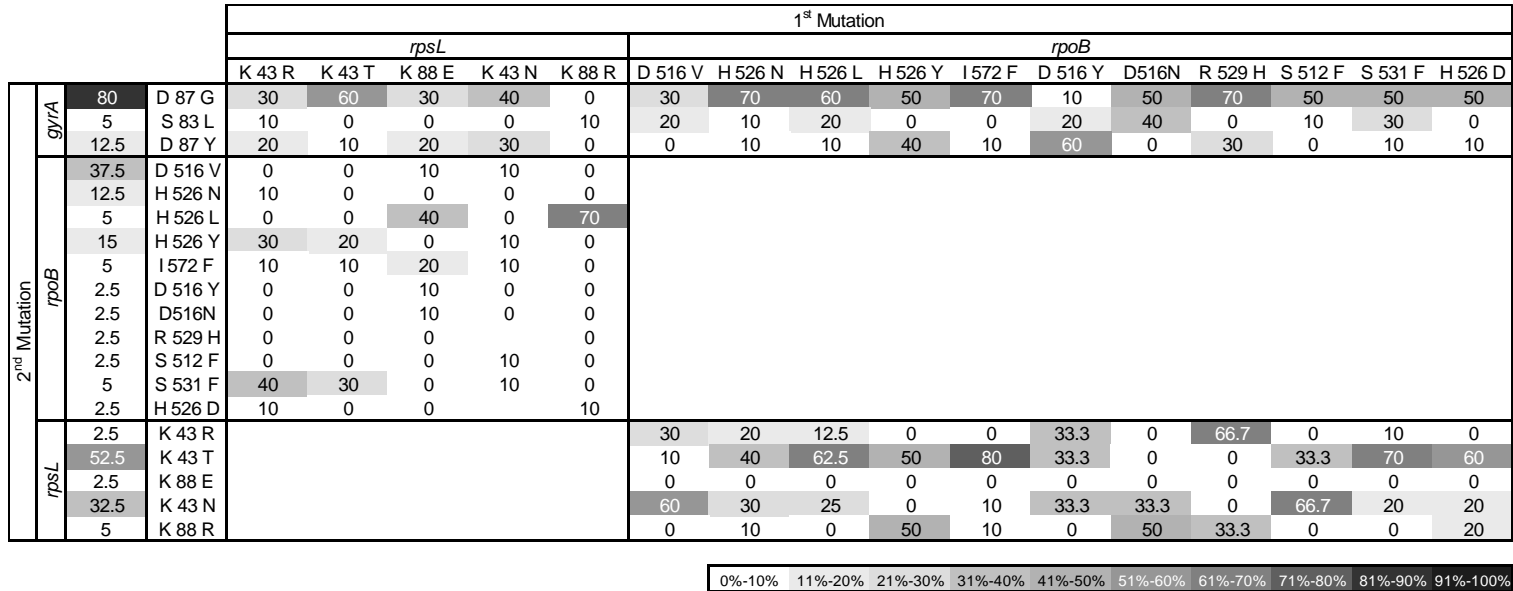 1st Mutation
rpsL rpoB
K 43 R K 43 T K 88 E K 43 N K 88 R D 516 V H 526 N H 526 L H 526 Y I 572 F D 516 Y D516N R 529 H S 512 F S 531 F H 526 D
2nd Mutation
gyrA
80 D 87 G 30 60 30 40 0 30 70 60 50 70 10 50 70 50 50 50
5 S 83 L 10 0 0 0 10 20 10 20 0 0 20 40 0 10 30 0
12.5 D 87 Y 20 10 20 30 0 0 10 10 40 10 60 0 30 0 10 10
rpoB
37.5 D 516 V 0 0 10 10 0
12.5 H 526 N 10 0 0 0 0
5 H 526 L 0 0 40 0 70
15 H 526 Y 30 20 0 10 0
5 I 572 F 10 10 20 10 0
2.5 D 516 Y 0 0 10 0 0
2.5 D516N 0 0 10 0 0
2.5 R 529 H 0 0 0 0
2.5 S 512 F 0 0 0 10 0
5 S 531 F 40 30 0 10 0
2.5 H 526 D 10 0 0 10
rpsL
2.5 K 43 R 30 20 12.5 0 0 33.3 0 66.7 0 10 0
52.5 K 43 T 10 40 62.5 50 80 33.3 0 0 33.3 70 60
2.5 K 88 E 0 0 0 0 0 0 0 0 0 0 0
32.5 K 43 N 60 30 25 0 10 33.3 33.3 0 66.7 20 20
5 K 88 R 0 10 0 50 10 0 50 33.3 0 0 20
0%-10% 11%-20% 21%-30% 31%-40% 41%-50% 51%-60% 61%-70% 71%-80% 81%-90% 91%-100%